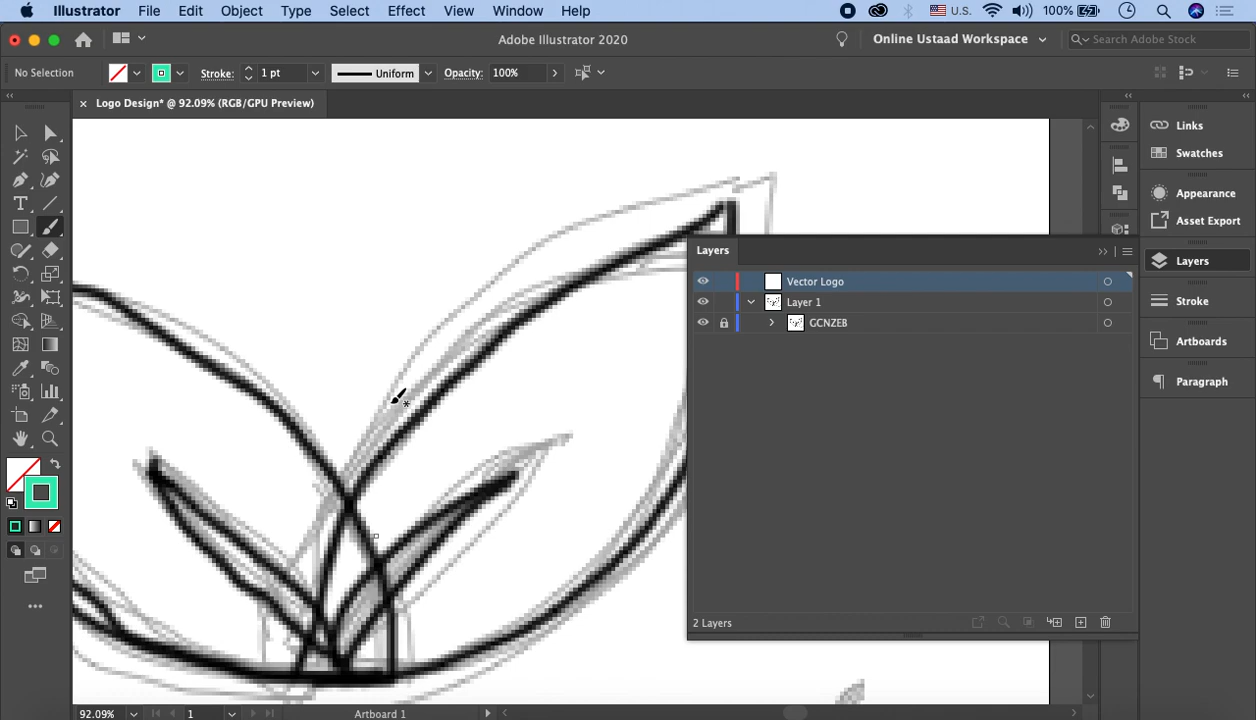 Illustrator File Edit Object Type Select Effect View Window Help U.S. 100%
Adobe Illustrator 2020 Online Ustaad Workspace Search Adobe Stock
No Selection Stroke: 1 pt Uniform Opacity: 100%
× Logo Design* @ 92.09% (RGB/GPU Preview)
Links
Swatches
Appearance
Asset Export
Layers
Stroke
Artboards
Paragraph
Layers
Vector Logo
Layer 1
GCNZEB
2 Layers
92.09% 1 Artboard 1